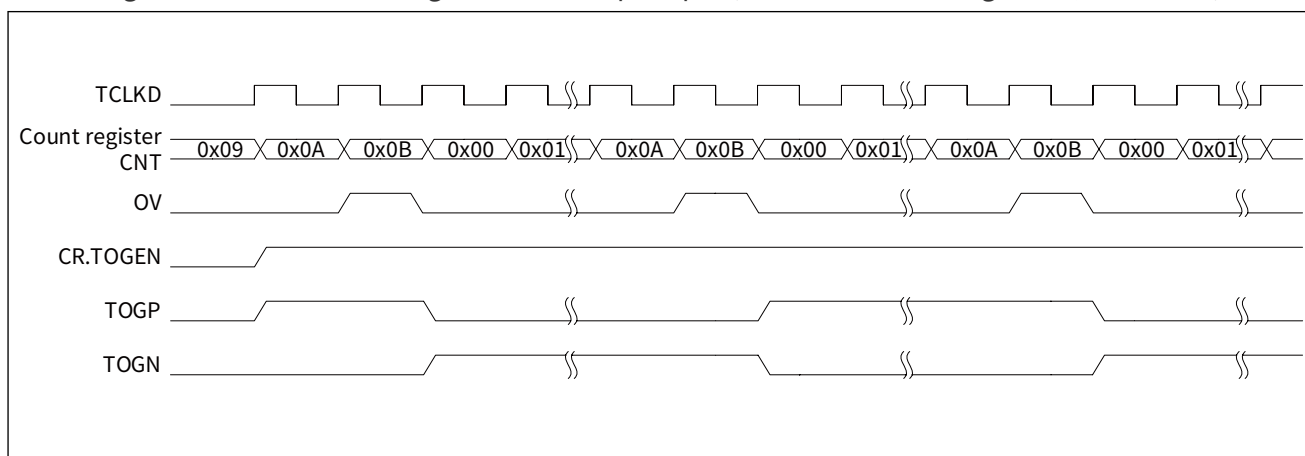 TCLKD
Count register
CNT 0x09 0x0A 0x0B 0x00 0x01 0x0A 0x0B 0x00 0x01 0x0A 0x0B 0x00 0x01
OV
CR.TOGEN
TOGP
TOGN